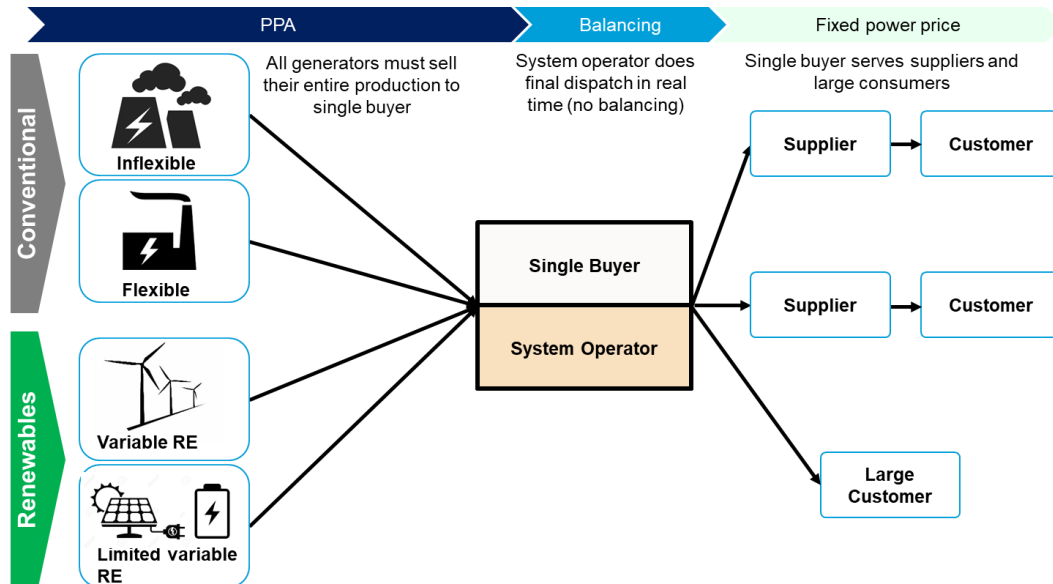 PPA
Balancing
Fixed power price
All generators must sell
their entire production to
single buyer
System operator does
final dispatch in real
time (no balancing)
Single buyer serves suppliers and
large consumers
Conventional
Inflexible
Flexible
Renewables
Variable RE
Limited variable
RE
Single Buyer
System Operator
Supplier
Customer
Supplier
Customer
Large
Customer